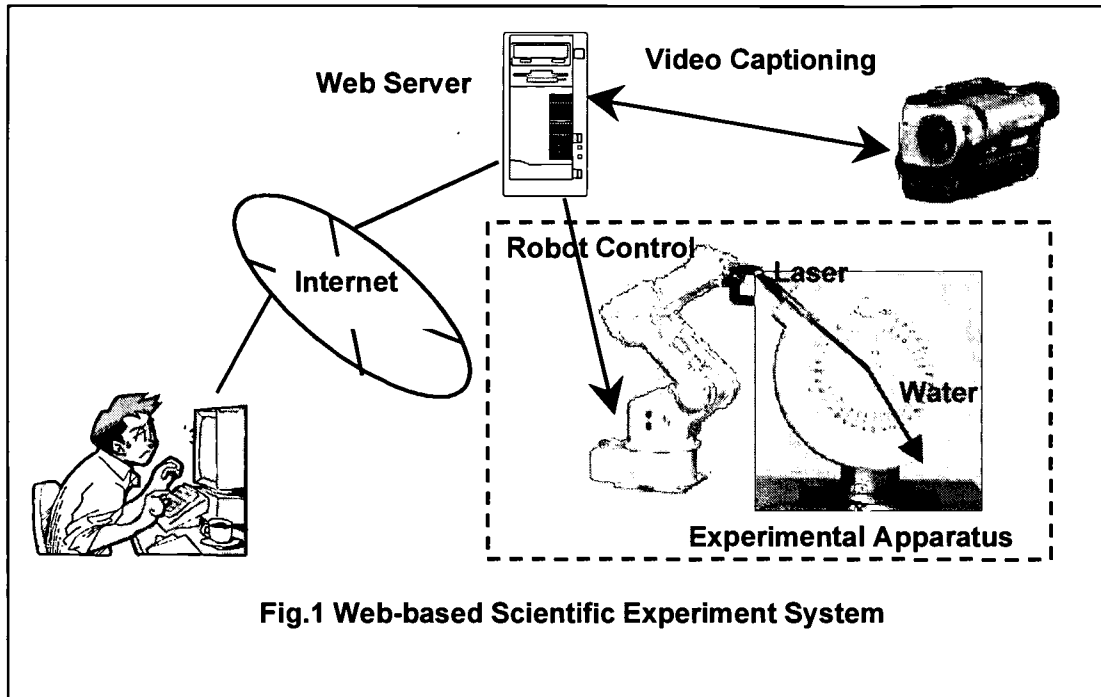 Video Captioning
Web Server
Robot Control
Laser
Internet
Water
Experimental Apparatus
Fig.1 Web-based Scientific Experiment System